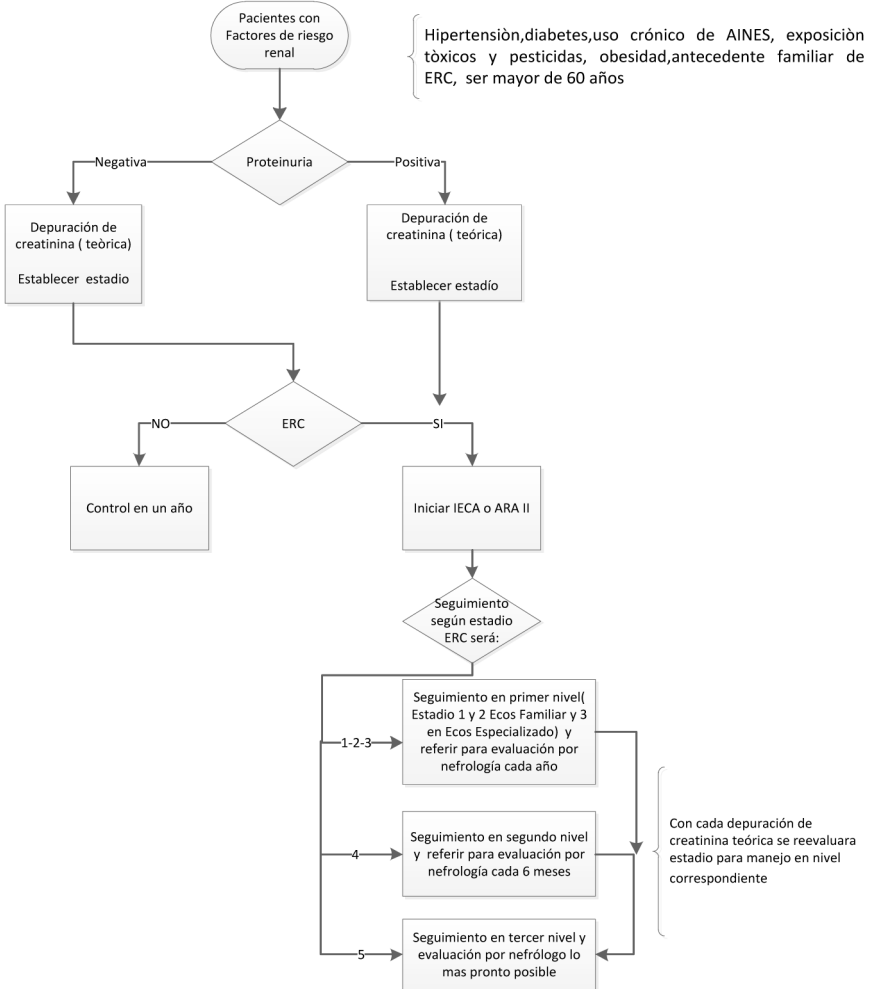 Pacientes con
Factores de riesgo
renal
Hipertensiòn,diabetes,uso crónico de AINES, exposiciòn
tòxicos y pesticidas, obesidad,antecedente familiar de
ERC, ser mayor de 60 años
Negativa
Proteinuria
Positiva
Depuración de
creatinina ( teòrica)
Establecer estadio
Depuración de
creatinina ( teórica)
Establecer estadío
NO
ERC
SI
Control en un año
Iniciar IECA o ARA II
Seguimiento
según estadio
ERC será:
1-2-3
Seguimiento en primer nivel(
Estadio 1 y 2 Ecos Familiar y 3
en Ecos Especializado) y
referir para evaluación por
nefrología cada año
4
Seguimiento en segundo nivel
y referir para evaluación por
nefrología cada 6 meses
Con cada depuración de
creatinina teórica se reevaluara
estadio para manejo en nivel
correspondiente
5
Seguimiento en tercer nivel y
evaluación por nefrólogo lo
mas pronto posible